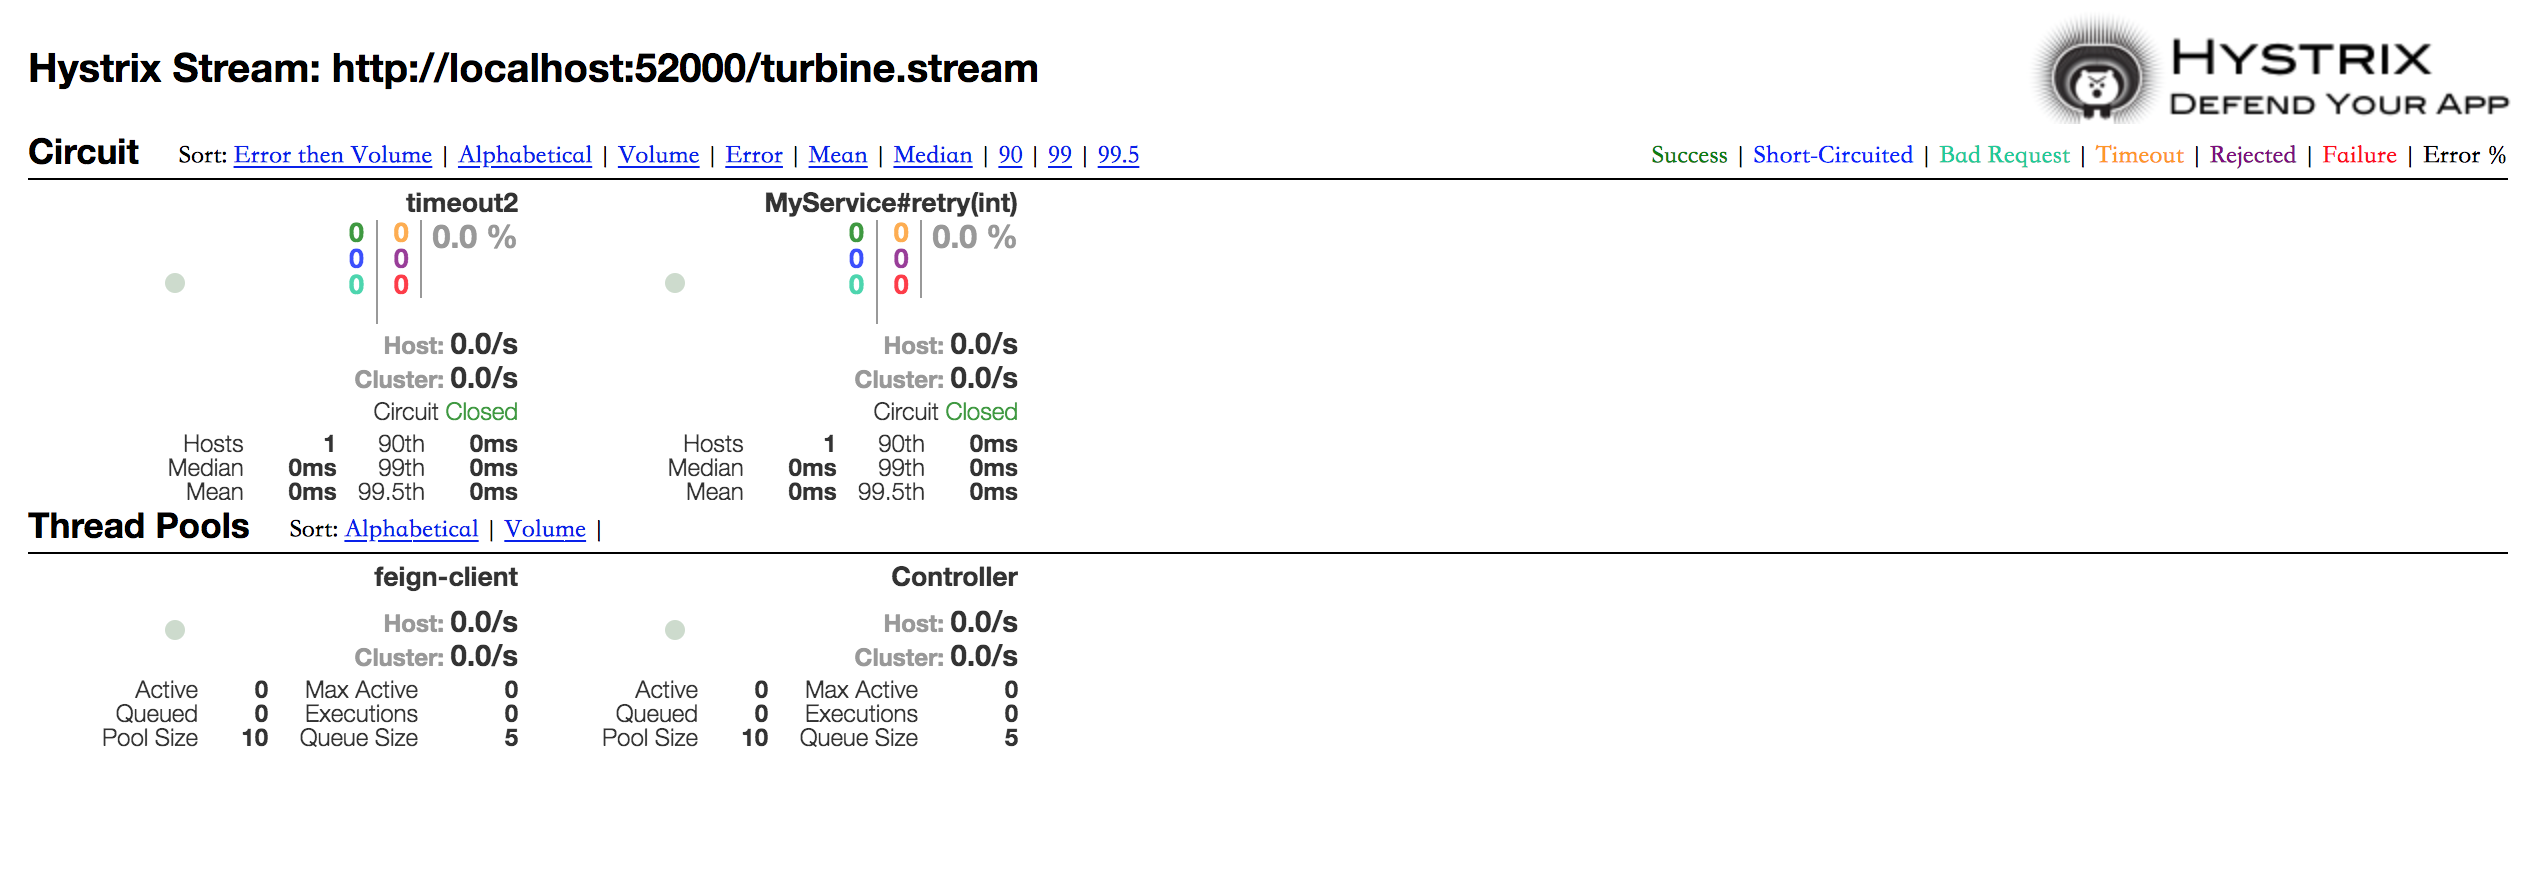 Hystrix Stream: http://localhost:52000/turbine.stream
HYSTRIX
DEFEND YOUR APP
Circuit Sort: Error then Volume | Alphabetical | Volume | Error | Mean | Median | 90 | 99 | 99.5
Success | Short-Circuited | Bad Request | Timeout | Rejected | Failure | Error %
timeout2
0 0 0.0 %
0 0
0 0
Host: 0.0/s
Cluster: 0.0/s
Circuit Closed
Hosts 1 90th 0ms
Median 0ms 99th 0ms
Mean 0ms 99.5th 0ms
MyService#retry(int)
0 0 0.0 %
0 0
0 0
Host: 0.0/s
Cluster: 0.0/s
Circuit Closed
Hosts 1 90th 0ms
Median 0ms 99th 0ms
Mean 0ms 99.5th 0ms
Thread Pools Sort: Alphabetical | Volume |
feign-client
Host: 0.0/s
Cluster: 0.0/s
Active 0 Max Active 0
Queued 0 Executions 0
Pool Size 10 Queue Size 5
Controller
Host: 0.0/s
Cluster: 0.0/s
Active 0 Max Active 0
Queued 0 Executions 0
Pool Size 10 Queue Size 5